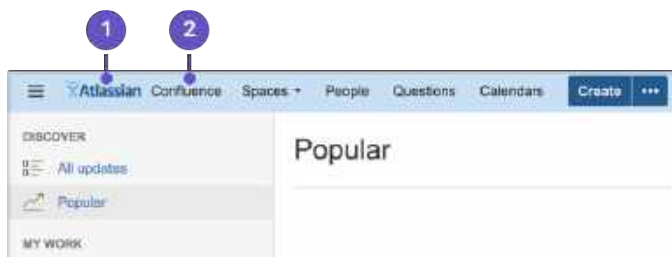 1 2
Atlassian Confluence Spaces People Questions Calendars Create
DISCOVER
Popular
All updates
Popular
MY WORK